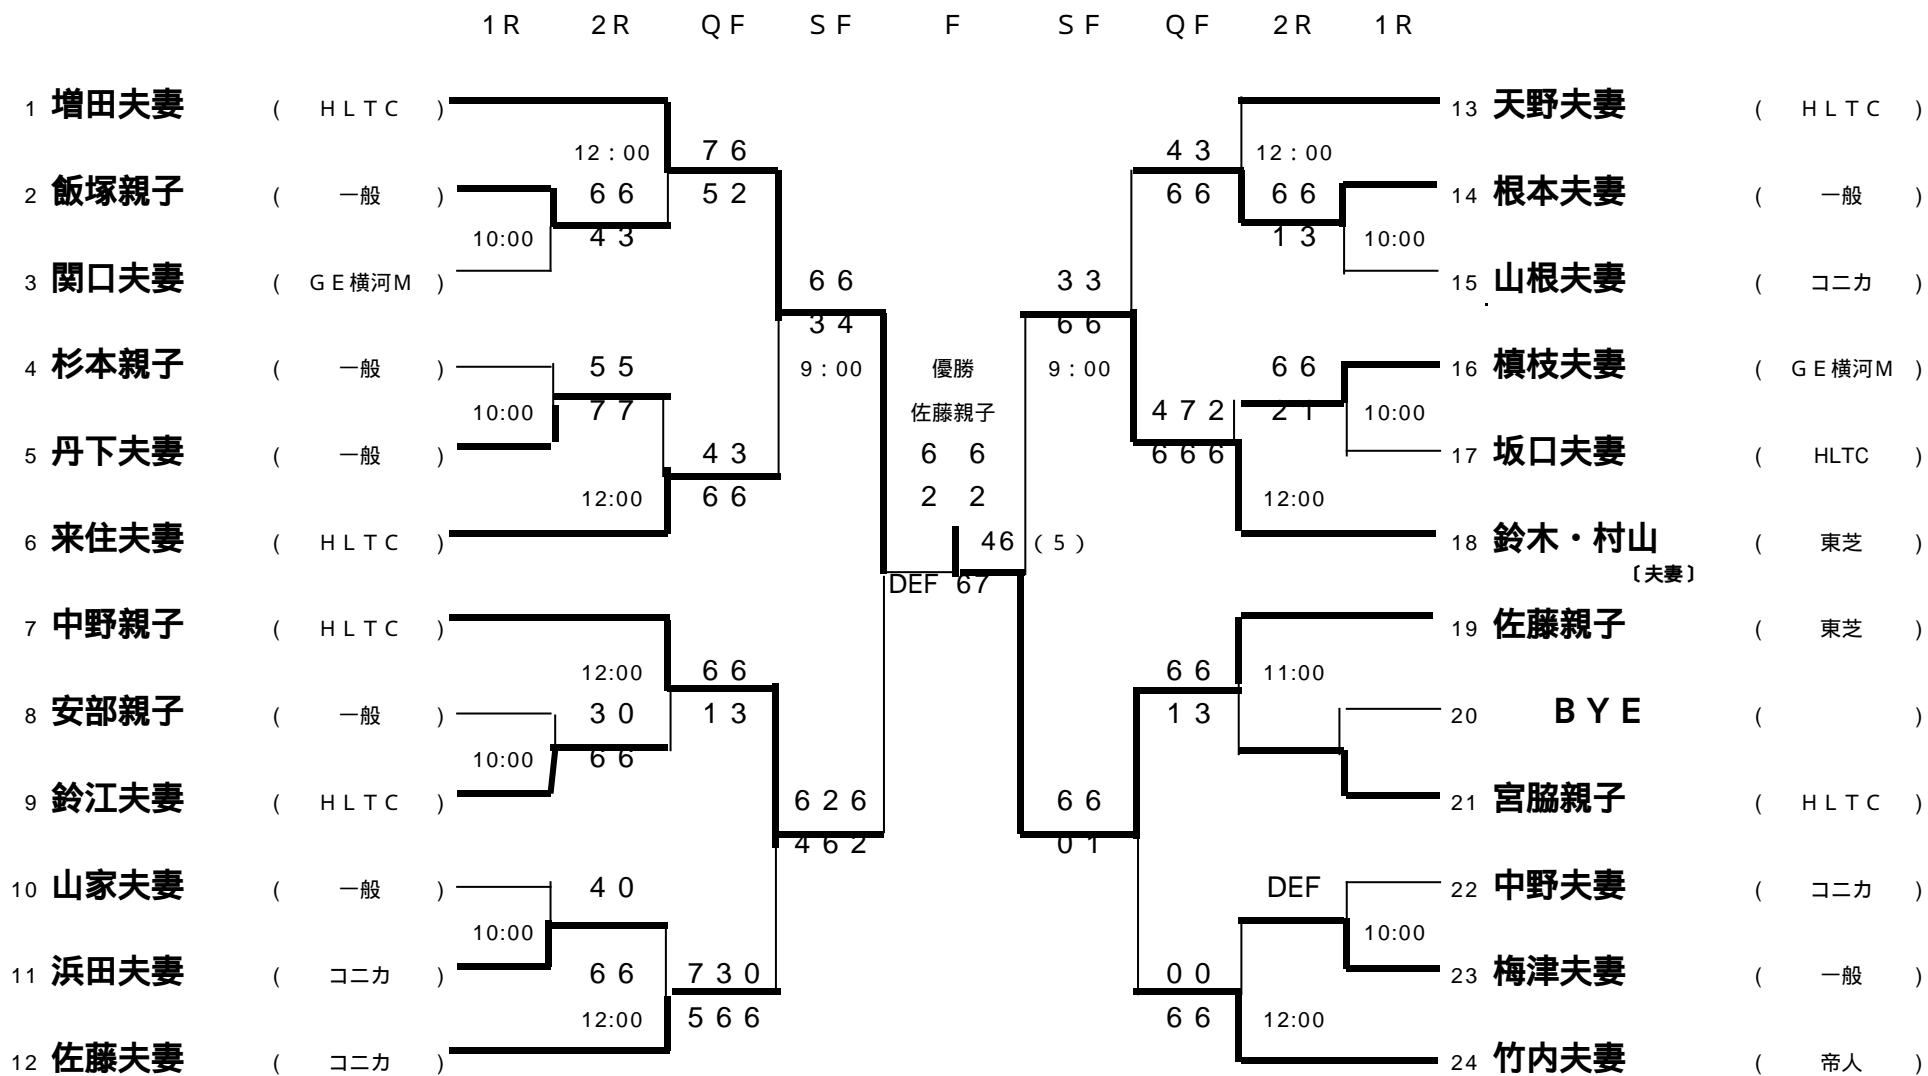 1R 2R QF SF F SF QF 2R 1R
1 増田夫妻 ( HLTC ) 13 天野夫妻 ( HLTC )
12:00 76 43 12:00
2 飯塚親子 ( 一般 ) 66 52 66 66 14 根本夫妻 ( 一般 )
10:00 43 13 10:00
3 関口夫妻 ( GE横河M ) 66 33 15 山根夫妻 ( コニカ )
34 66
4 杉本親子 ( 一般 ) 55 9:00 優勝 9:00 66 16 槙枝夫妻 ( GE横河M )
10:00 77 佐藤親子 472 21 10:00
5 丹下夫妻 ( 一般 ) 43 6 6 666 17 坂口夫妻 ( HLTC )
12:00 66 2 2 12:00
6 来住夫妻 ( HLTC ) 46 (5) 18 鈴木・村山 ( 東芝 )
DEF 67 〔夫妻〕
7 中野親子 ( HLTC ) 19 佐藤親子 ( 東芝 )
12:00 66 66 11:00
8 安部親子 ( 一般 ) 30 13 13 20 BYE ( )
10:00 66
9 鈴江夫妻 ( HLTC ) 626 66 21 宮脇親子 ( HLTC )
462 01
10 山家夫妻 ( 一般 ) 40 DEF 22 中野夫妻 ( コニカ )
10:00 10:00
11 浜田夫妻 ( コニカ ) 66 730 00 23 梅津夫妻 ( 一般 )
12:00 566 66 12:00
12 佐藤夫妻 ( コニカ ) 24 竹内夫妻 ( 帝人 )